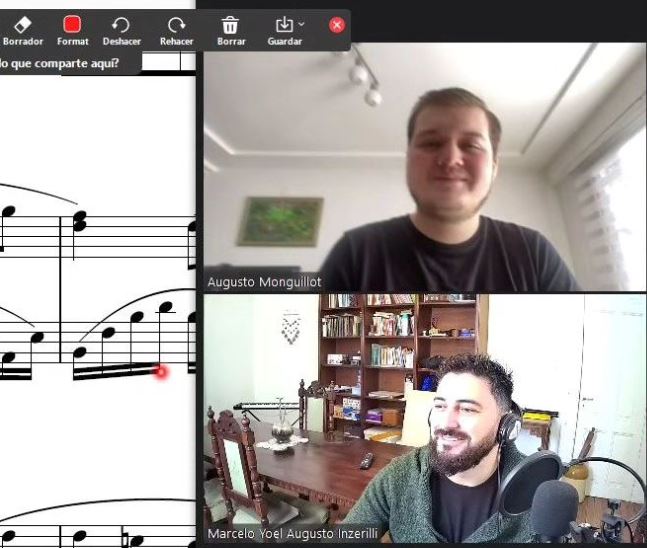 Borrador Format Deshacer Rehacer Borrar Guardar
lo que comparte aquí?
Augusto Monguillot
Marcelo Yoel Augusto Inzerilli